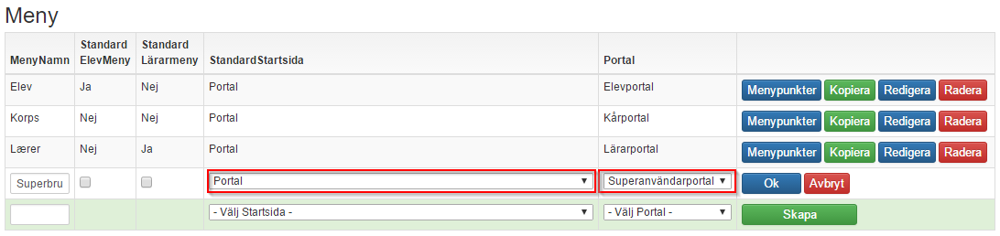 Meny
MenyNamn Standard ElevMeny Standard Lärarmeny StandardStartsida Portal
Elev Ja Nej Portal Elevportal Menypunkter Kopiera Redigera Radera
Korps Nej Nej Portal Kårportal Menypunkter Kopiera Redigera Radera
Lærer Nej Ja Portal Lärarportal Menypunkter Kopiera Redigera Radera
Superbru Portal Superanvändarportal Ok Avbryt
- Välj Startsida - - Välj Portal - Skapa